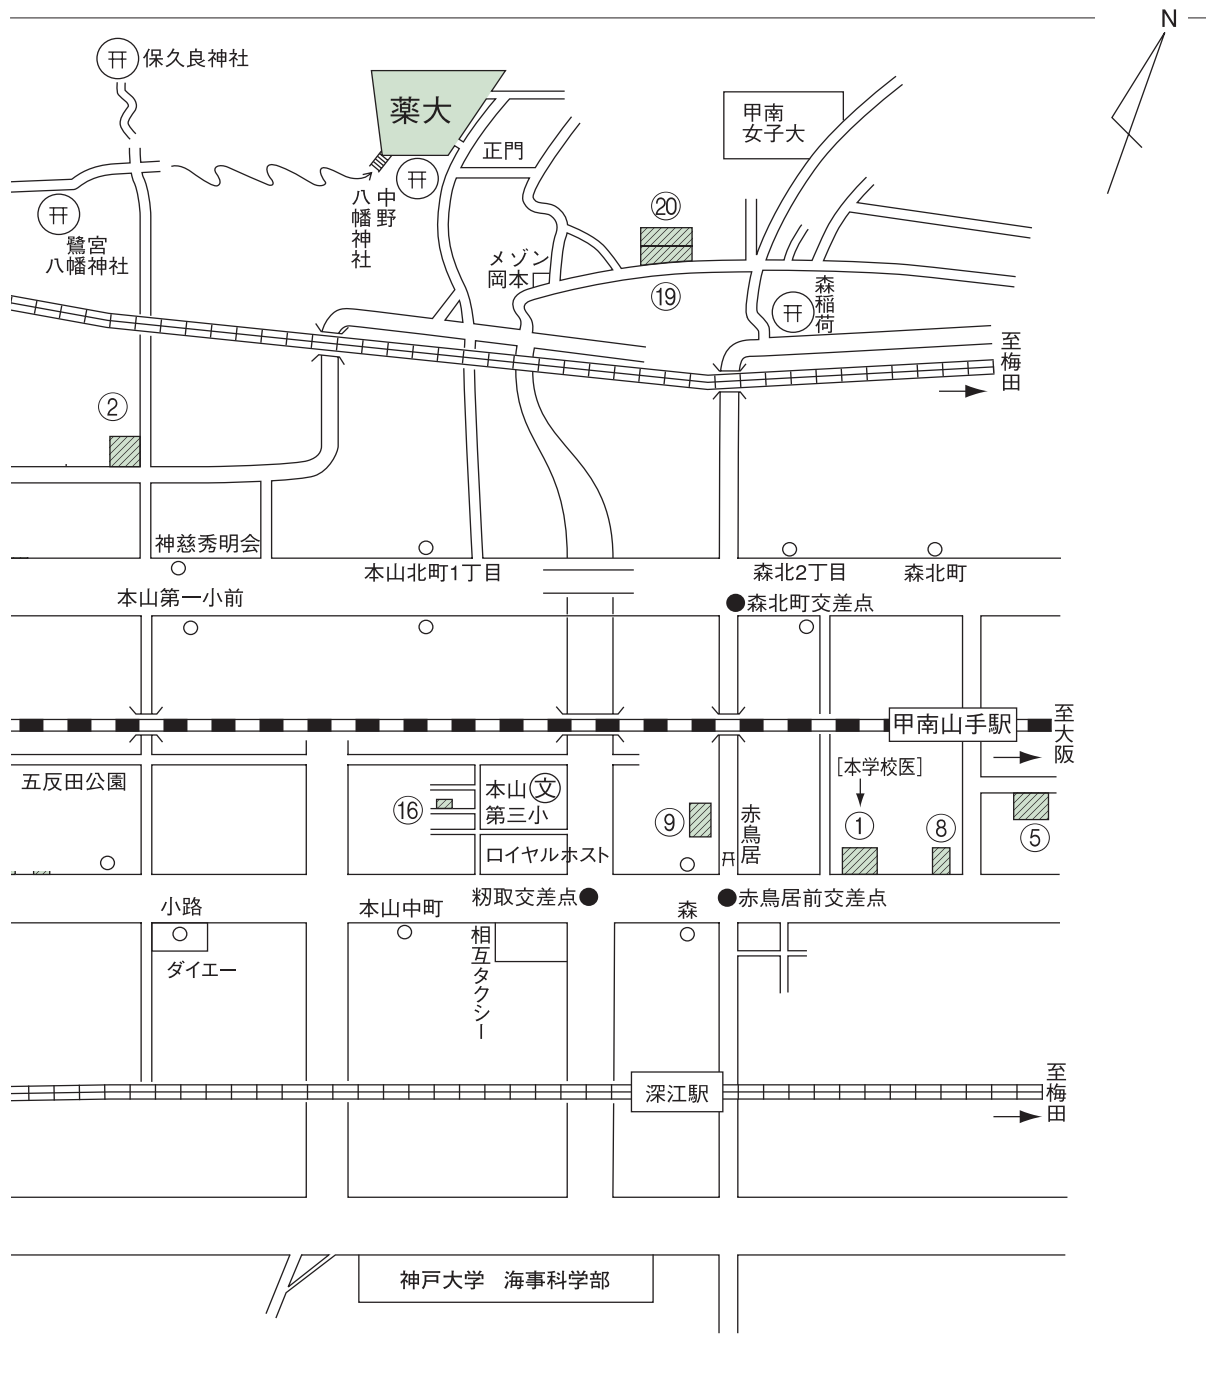 N
保久良神社
薬大
正門
甲南
女子大
中野
八幡神社
鷺宮
八幡神社
⑳
⑲
メゾン
岡本
森稲荷
至梅田
②
神慈秀明会
本山北町1丁目
森北2丁目
森北町
本山第一小前
森北町交差点
甲南山手駅
至大阪
五反田公園
[本学校医]
⑯
本山
文
第三小
⑨
赤鳥居
①
⑧
⑤
ロイヤルホスト
籾取交差点
赤鳥居前交差点
小路
本山中町
森
相互タクシー
ダイエー
深江駅
至梅田
神戸大学 海事科学部